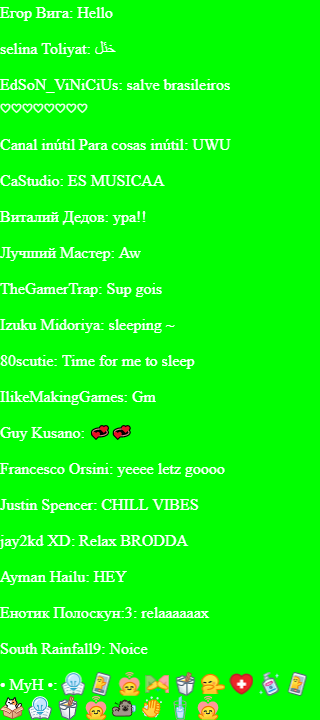 Егор Вига: Hello
selina Toliyat:
EdSoN_ViNiCiUs: salve brasileiros
♡♡♡♡♡♡♡♡
Canal inútil Para cosas inútil: UWU
CaStudio: ES MUSICAA
Виталий Дедов: ура!!
Лучший Мастер: Aw
TheGamerTrap: Sup gois
Izuku Midoriya: sleeping ~
80scutie: Time for me to sleep
IlikeMakingGames: Gm
Guy Kusano: 💞💞
Francesco Orsini: yeeee letz goooo
Justin Spencer: CHILL VIBES
jay2kd XD: Relax BRODDA
Ayman Hailu: HEY
Енотик Полоскун:3: relaaaaaax
South Rainfall9: Noice
• MyH •: